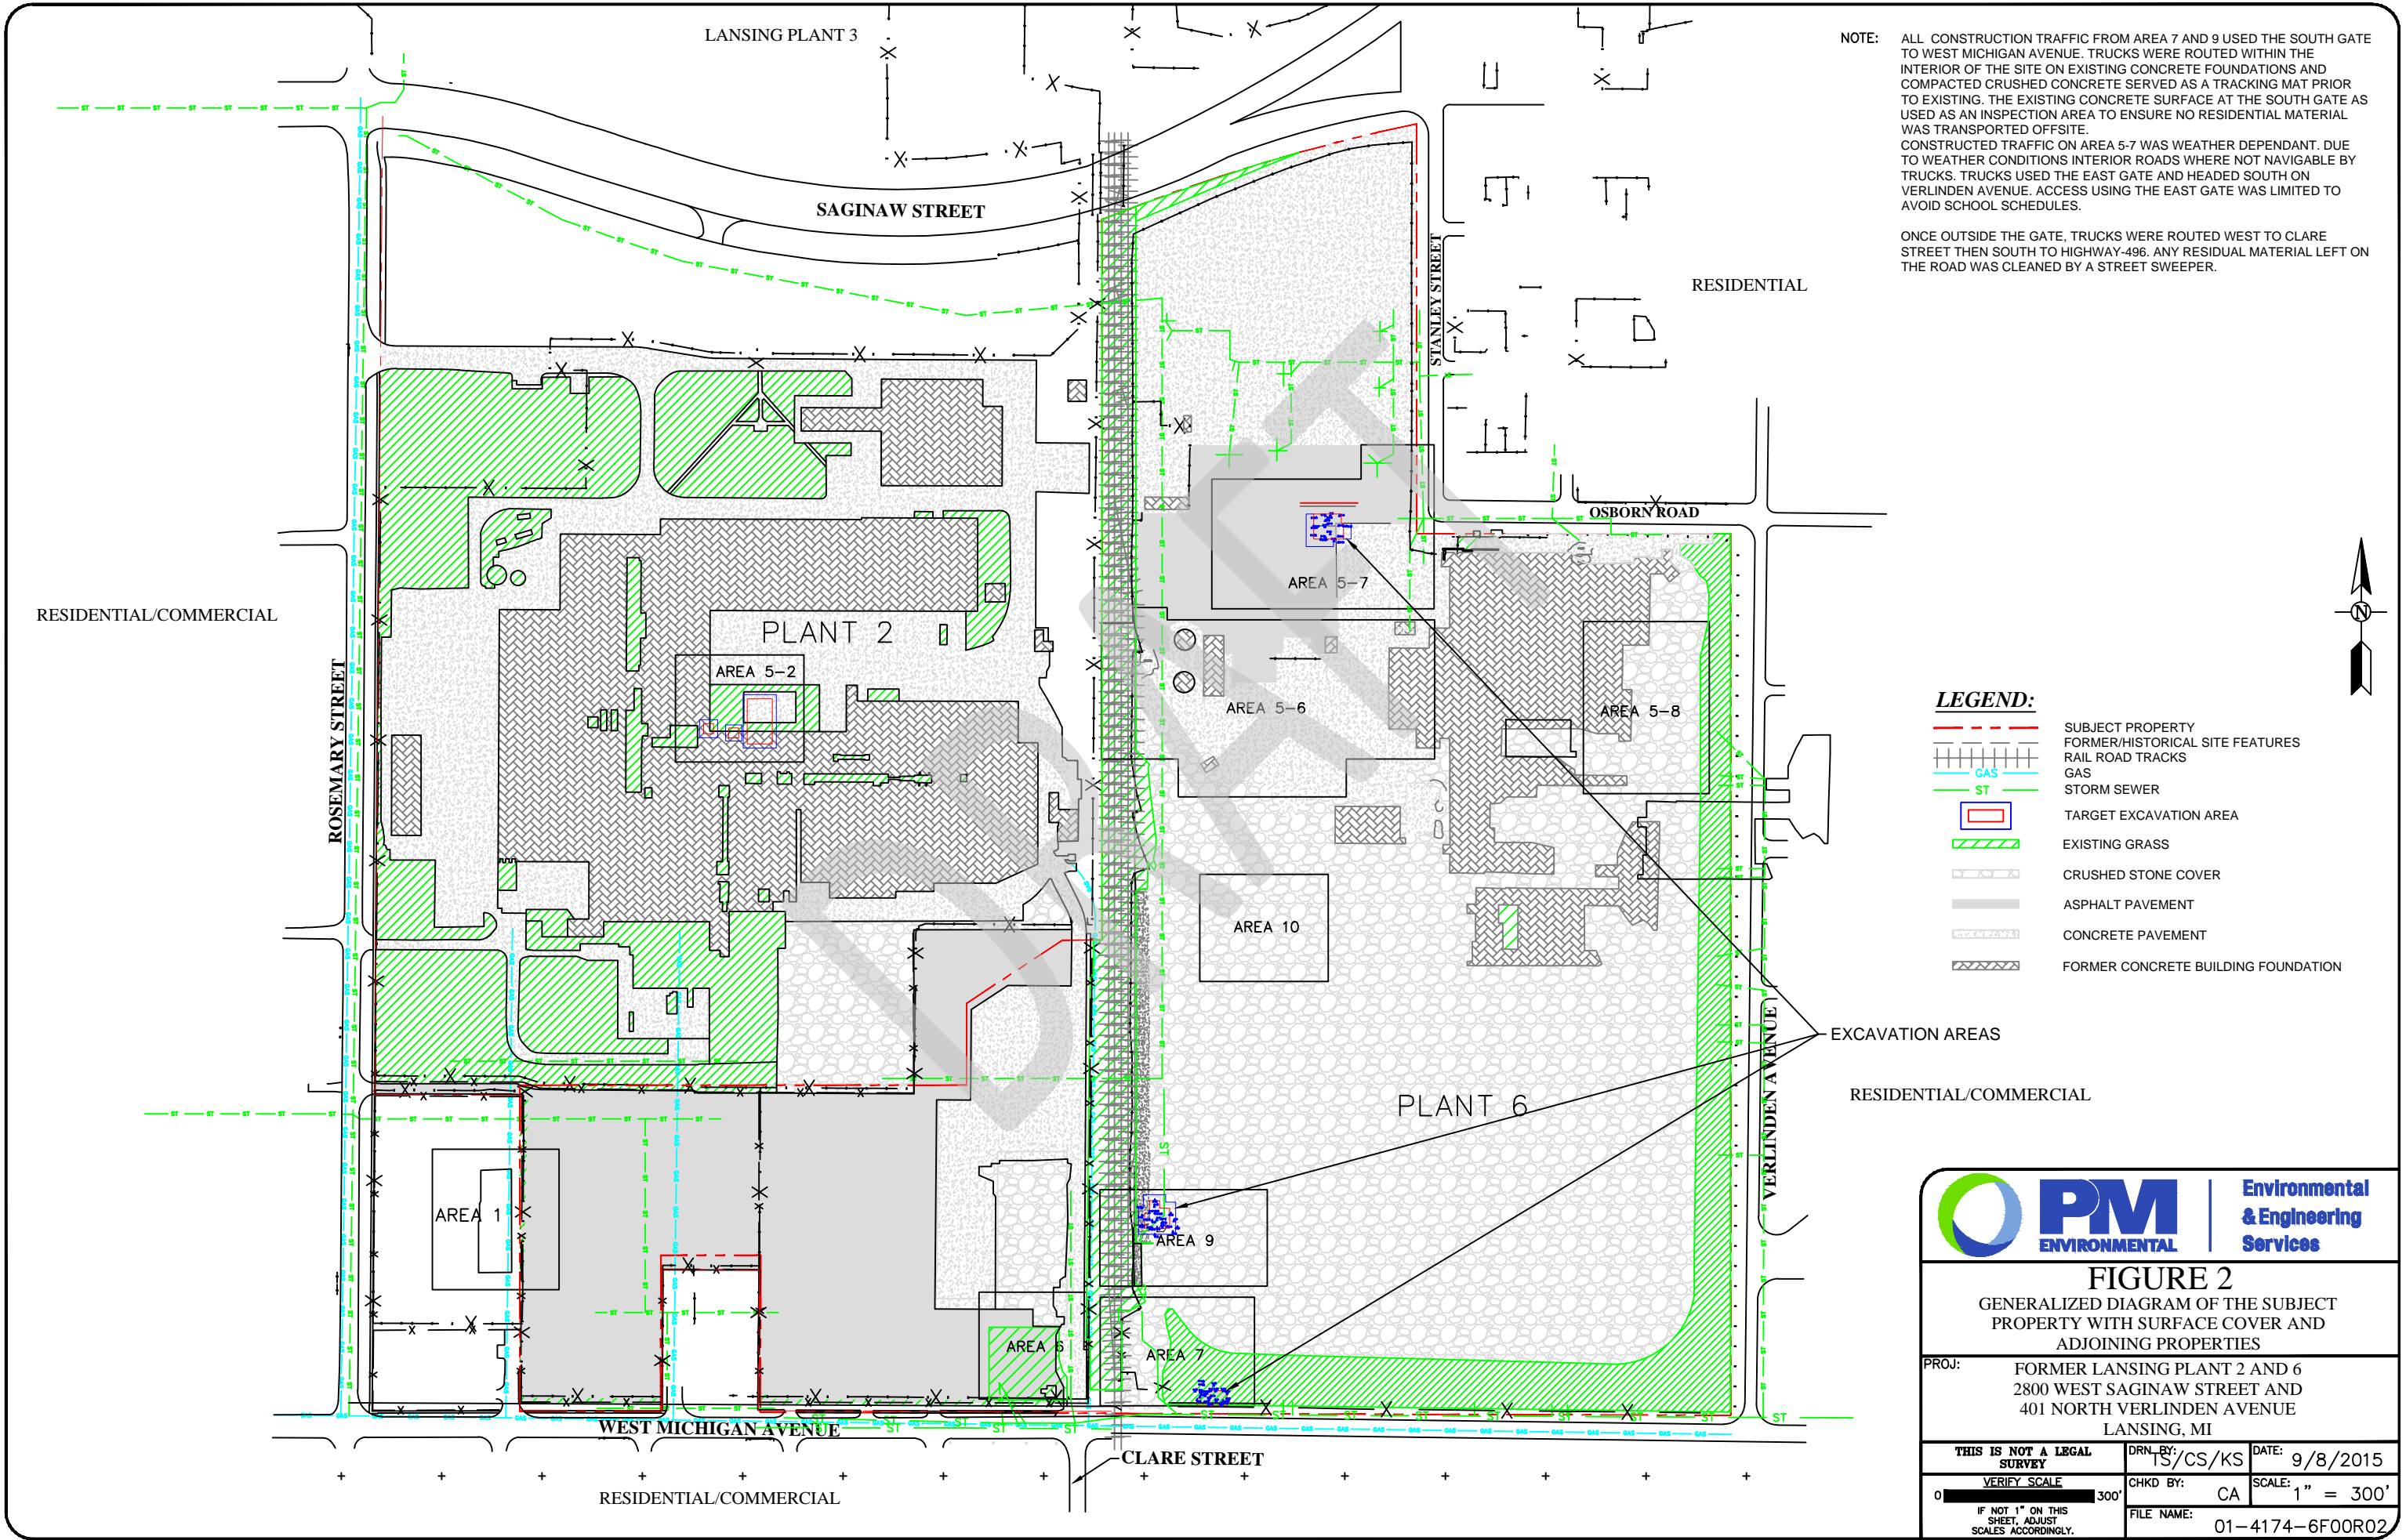 LANSING PLANT 3
NOTE: ALL CONSTRUCTION TRAFFIC FROM AREA 7 AND 9 USED THE SOUTH GATE
TO WEST MICHIGAN AVENUE. TRUCKS WERE ROUTED WITHIN THE
INTERIOR OF THE SITE ON EXISTING CONCRETE FOUNDATIONS AND
COMPACTED CRUSHED CONCRETE SERVED AS A TRACKING MAT PRIOR
TO EXISTING. THE EXISTING CONCRETE SURFACE AT THE SOUTH GATE AS
USED AS AN INSPECTION AREA TO ENSURE NO RESIDENTIAL MATERIAL
WAS TRANSPORTED OFFSITE.
CONSTRUCTED TRAFFIC ON AREA 5-7 WAS WEATHER DEPENDANT. DUE
TO WEATHER CONDITIONS INTERIOR ROADS WHERE NOT NAVIGABLE BY
TRUCKS. TRUCKS USED THE EAST GATE AND HEADED SOUTH ON
VERLINDEN AVENUE. ACCESS USING THE EAST GATE WAS LIMITED TO
AVOID SCHOOL SCHEDULES.
ONCE OUTSIDE THE GATE, TRUCKS WERE ROUTED WEST TO CLARE
STREET THEN SOUTH TO HIGHWAY-496. ANY RESIDUAL MATERIAL LEFT ON
THE ROAD WAS CLEANED BY A STREET SWEEPER.
SAGINAW STREET
STANLEY STREET
RESIDENTIAL
OSBORN ROAD
AREA 5-7
RESIDENTIAL/COMMERCIAL
PLANT 2
AREA 5-2
ROSEMARY STREET
AREA 5-6
AREA 5-8
DRAFT
N
LEGEND:
SUBJECT PROPERTY
FORMER/HISTORICAL SITE FEATURES
RAIL ROAD TRACKS
GAS GAS
ST STORM SEWER
TARGET EXCAVATION AREA
EXISTING GRASS
CRUSHED STONE COVER
ASPHALT PAVEMENT
CONCRETE PAVEMENT
FORMER CONCRETE BUILDING FOUNDATION
AREA 10
EXCAVATION AREAS
PLANT 6
VERLINDEN AVENUE
RESIDENTIAL/COMMERCIAL
AREA 1
AREA 9
AREA 6
AREA 7
WEST MICHIGAN AVENUE
CLARE STREET
RESIDENTIAL/COMMERCIAL
PM
ENVIRONMENTAL
Environmental
& Engineering
Services
FIGURE 2
GENERALIZED DIAGRAM OF THE SUBJECT
PROPERTY WITH SURFACE COVER AND
ADJOINING PROPERTIES
PROJ: FORMER LANSING PLANT 2 AND 6
2800 WEST SAGINAW STREET AND
401 NORTH VERLINDEN AVENUE
LANSING, MI
THIS IS NOT A LEGAL
SURVEY
DRN BY: TS/CS/KS
DATE: 9/8/2015
VERIFY SCALE
0 300'
IF NOT 1" ON THIS
SHEET, ADJUST
SCALES ACCORDINGLY.
CHKD BY: CA
SCALE: 1" = 300'
FILE NAME: 01-4174-6F00R02